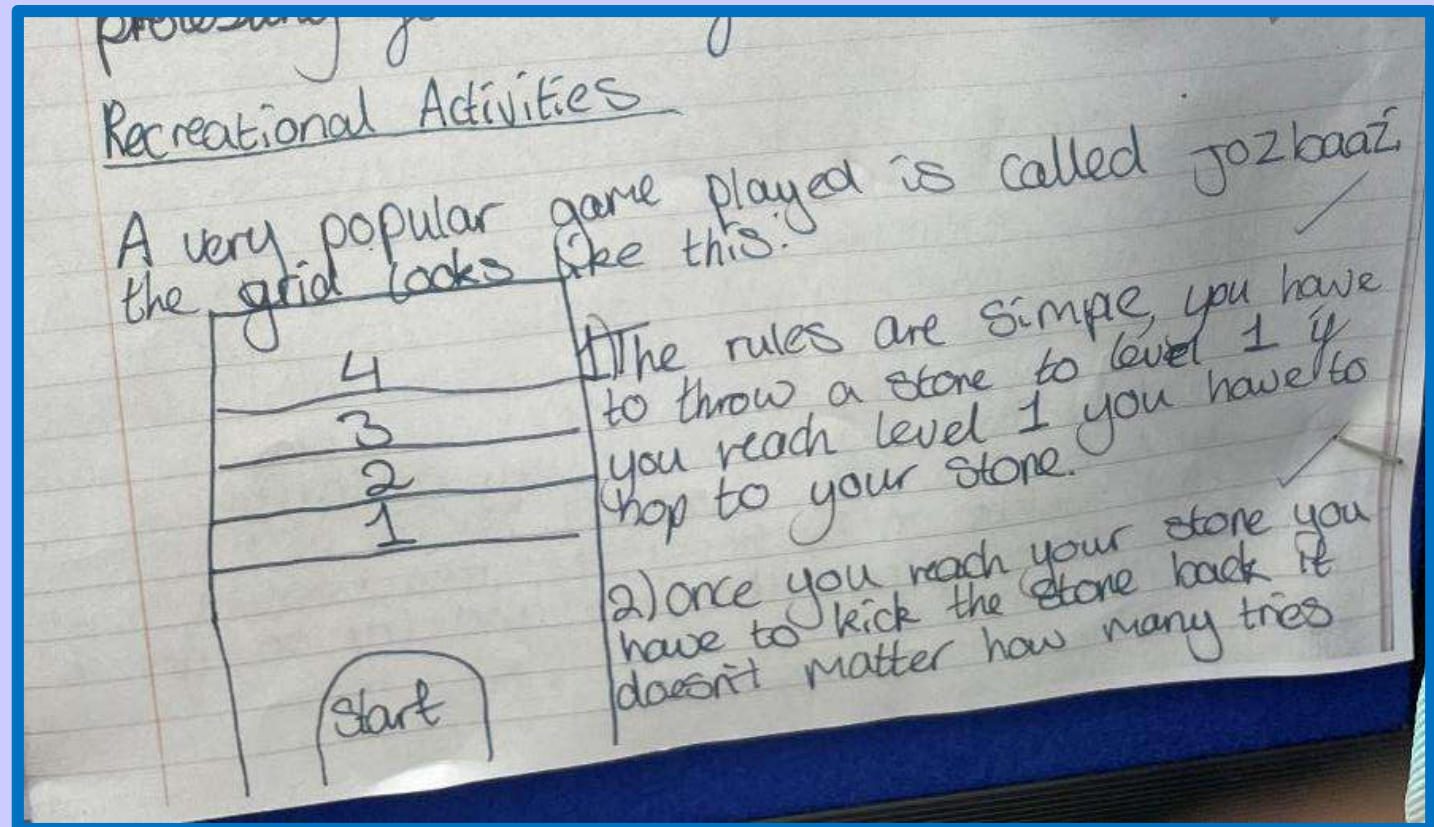 Recreational Activities
A very popular game played is called Jozbaazi.
the grid looks like this:
4
3
2
1
Start
1) The rules are simple, you have
to throw a stone to level 1 if
you reach level 1 you have to
hop to your stone.
2) once you reach your stone you
have to kick the stone back it
doesn't matter how many tries